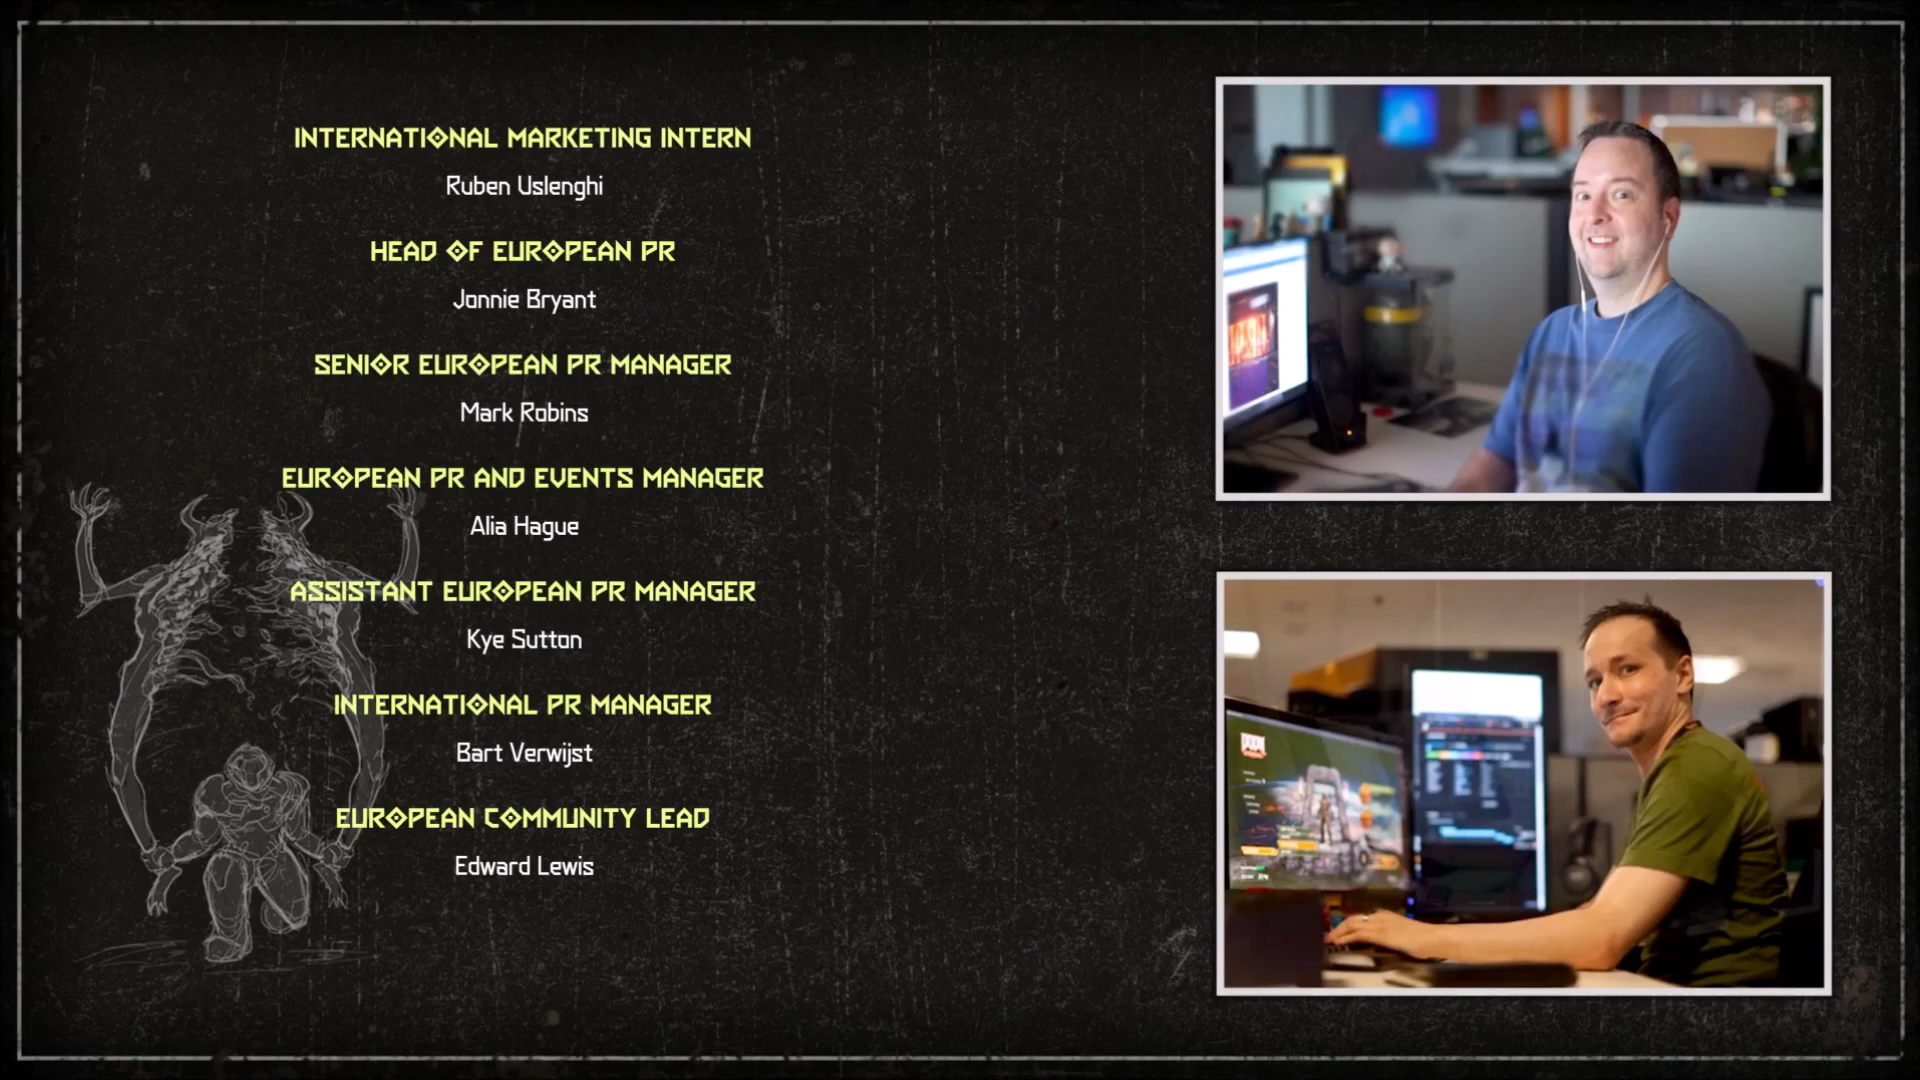 INTERNATIONAL MARKETING INTERN
Ruben Uslenghi
HEAD OF EUROPEAN PR
Jonnie Bryant
SENIOR EUROPEAN PR MANAGER
Mark Robins
EUROPEAN PR AND EVENTS MANAGER
Alia Hague
ASSISTANT EUROPEAN PR MANAGER
Kye Sutton
INTERNATIONAL PR MANAGER
Bart Verwijst
EUROPEAN COMMUNITY LEAD
Edward Lewis
DOOM